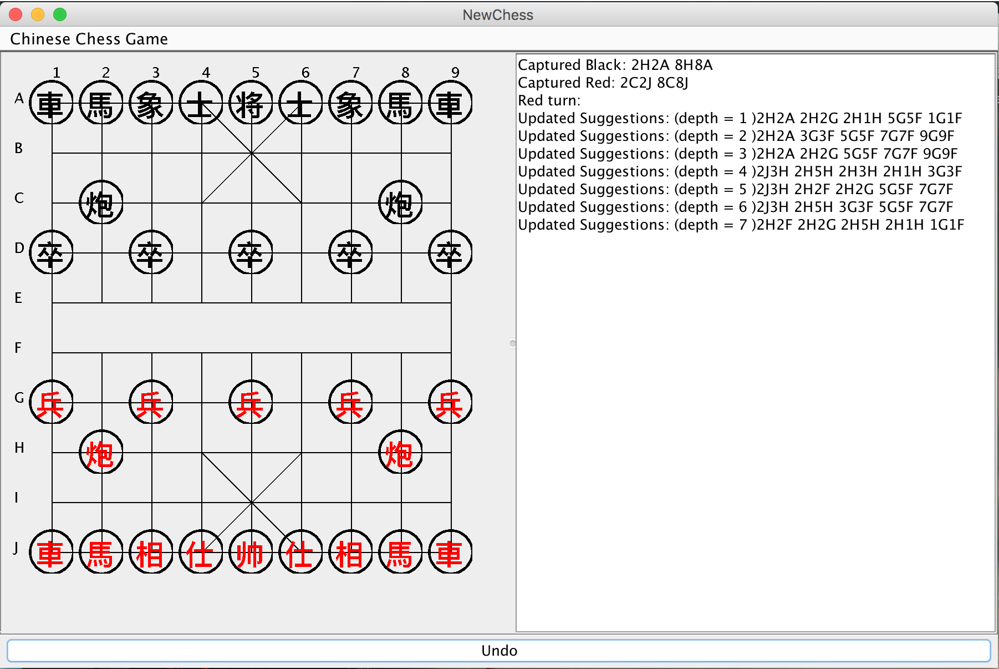 NewChess
Chinese Chess Game
1 2 3 4 5 6 7 8 9
A 車 馬 象 士 将 士 象 馬 車
B
C 炮 炮
D 卒 卒 卒 卒 卒
E
F
G 兵 兵 兵 兵 兵
H 炮 炮
I
J 車 馬 相 仕 帅 仕 相 馬 車
Captured Black: 2H2A 8H8A
Captured Red: 2C2J 8C8J
Red turn:
Updated Suggestions: (depth = 1 )2H2A 2H2G 2H1H 5G5F 1G1F
Updated Suggestions: (depth = 2 )2H2A 3G3F 5G5F 7G7F 9G9F
Updated Suggestions: (depth = 3 )2H2A 2H2G 5G5F 7G7F 9G9F
Updated Suggestions: (depth = 4 )2J3H 2H5H 2H3H 2H1H 3G3F
Updated Suggestions: (depth = 5 )2J3H 2H2F 2H2G 5G5F 7G7F
Updated Suggestions: (depth = 6 )2J3H 2H5H 3G3F 5G5F 7G7F
Updated Suggestions: (depth = 7 )2H2F 2H2G 2H5H 2H1H 1G1F
Undo